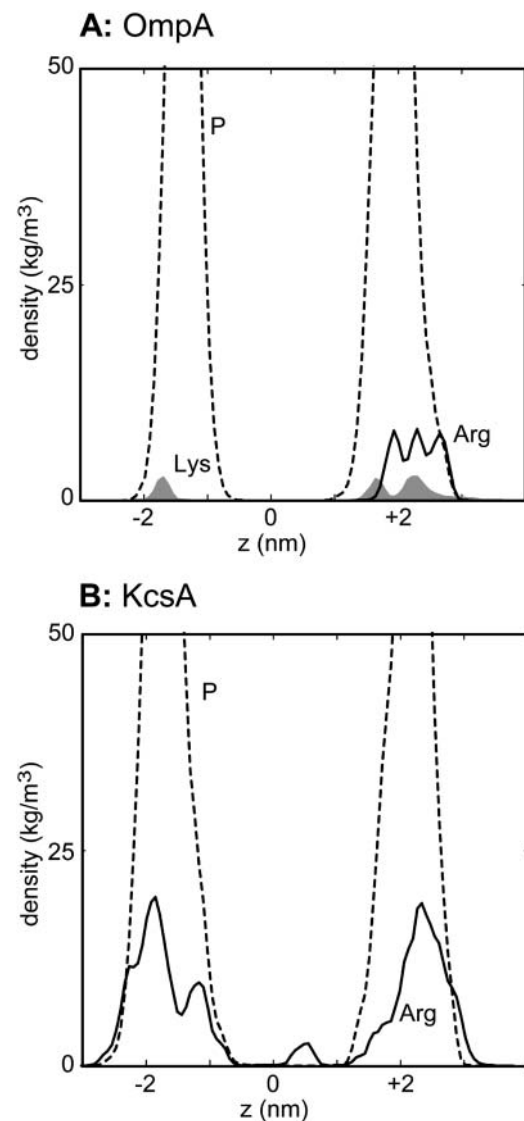 A: OmpA
50
P
density (kg/m³)
25
Lys
Arg
0
-2 0 +2
z (nm)
B: KcsA
50
P
density (kg/m³)
25
Arg
0
-2 0 +2
z (nm)